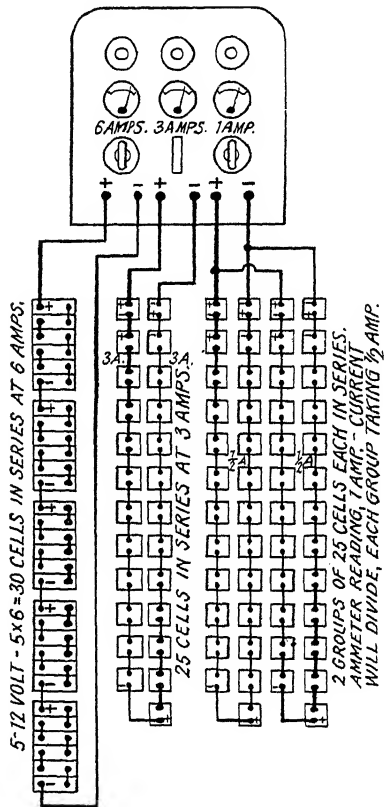 6 AMPS. 3 AMPS. 1 AMP.
+ - + - + -
5-12 VOLT - 5x6=30 CELLS IN SERIES AT 6 AMPS.
3A. 3A.
25 CELLS IN SERIES AT 3 AMPS.
½A ½A
2 GROUPS OF 25 CELLS EACH IN SERIES.
AMMETER READING, 1 AMP. - CURRENT
WILL DIVIDE, EACH GROUP TAKING ½ AMP.